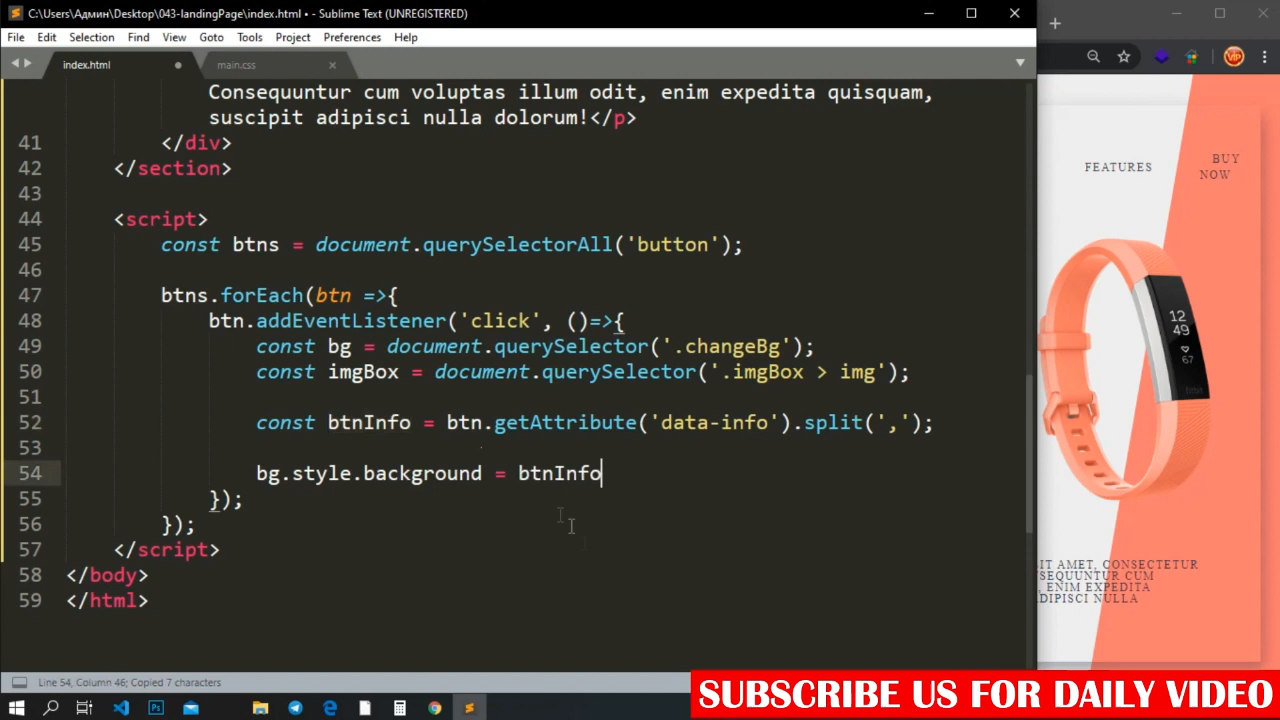 C:\Users\Админ\Desktop\043-landingPage\index.html • - Sublime Text (UNREGISTERED)
File Edit Selection Find View Goto Tools Project Preferences Help
index.html main.css
Consequuntur cum voluptas illum odit, enim expedita quisquam,
suscipit adipisci nulla dolorum!</p>
41 </div>
42 </section>
43
44 <script>
45 const btns = document.querySelectorAll('button');
46
47 btns.forEach(btn =>{
48 btn.addEventListener('click', ()=>{
49 const bg = document.querySelector('.changeBg');
50 const imgBox = document.querySelector('.imgBox > img');
51
52 const btnInfo = btn.getAttribute('data-info').split(',');
53
54 bg.style.background = btnInfo
55 });
56 });
57 </script>
58 </body>
59 </html>
Line 54, Column 46; Copied 7 characters
VIP
FEATURES
BUY
NOW
12
49
67
fitbit
SIT AMET, CONSECTETUR
NSEQUUNTUR CUM
, ENIM EXPEDITA
ADIPISCI NULLA
SUBSCRIBE US FOR DAILY VIDEO